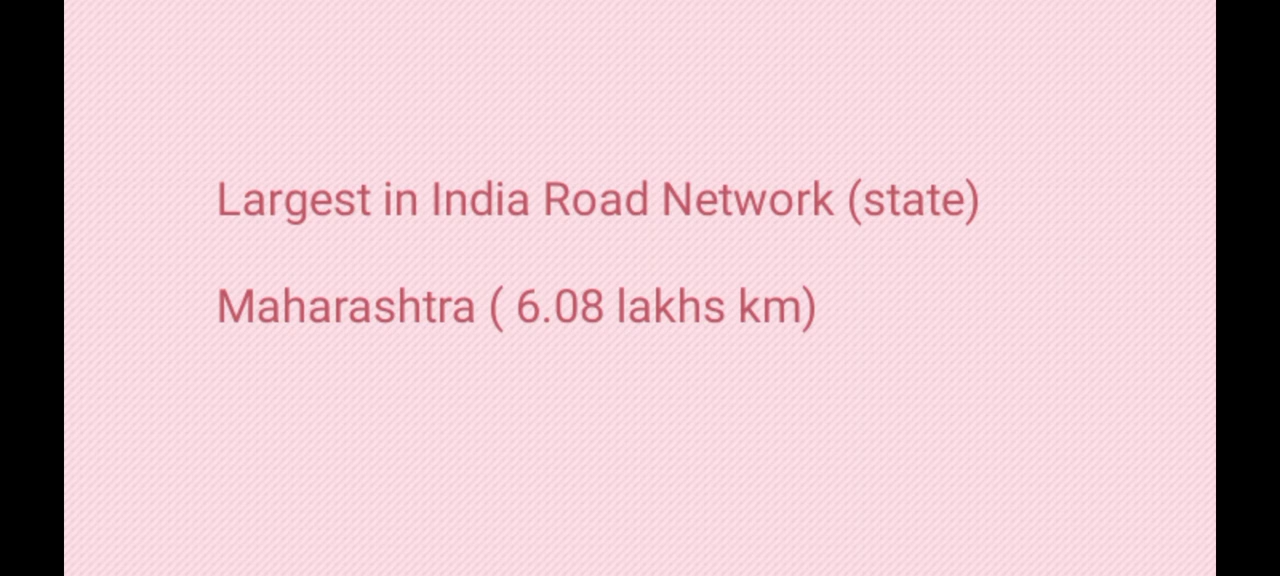 Largest in India Road Network (state)
Maharashtra ( 6.08 lakhs km)